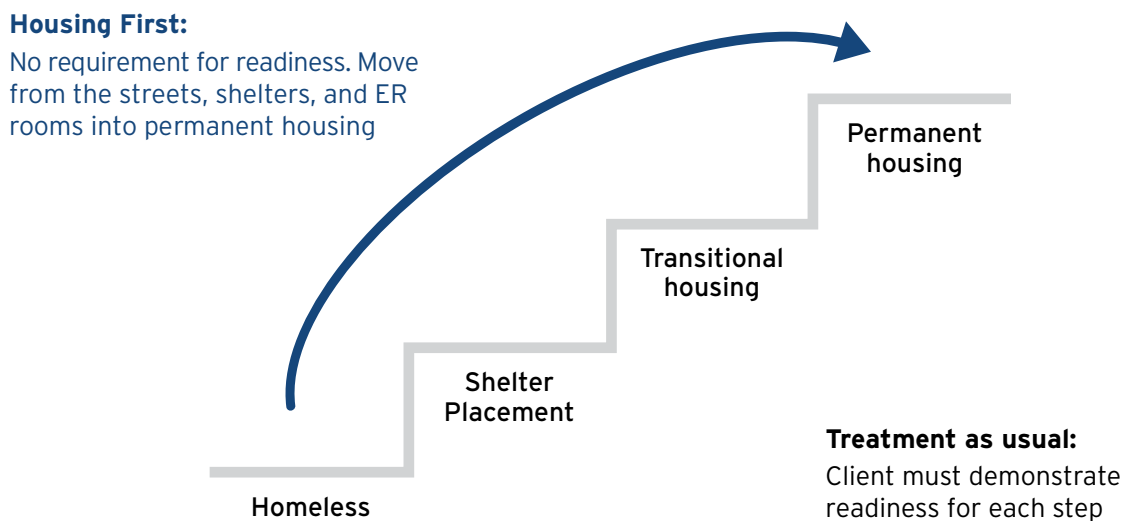 Housing First:
No requirement for readiness. Move
from the streets, shelters, and ER
rooms into permanent housing
Permanent
housing
Transitional
housing
Shelter
Placement
Homeless
Treatment as usual:
Client must demonstrate
readiness for each step